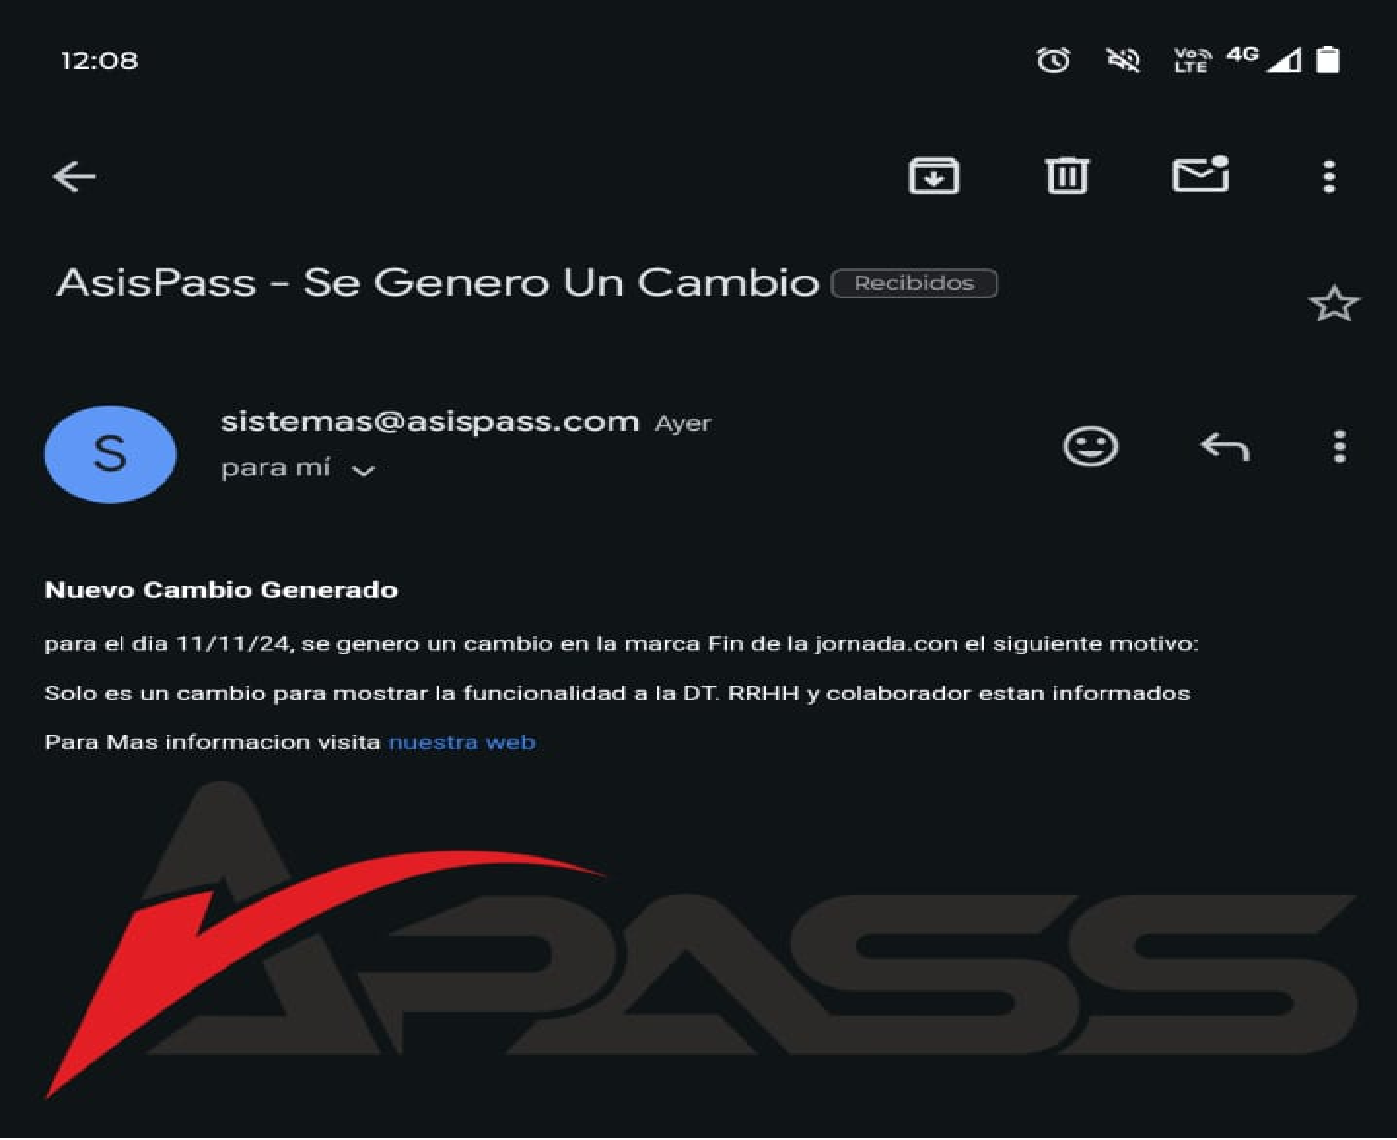 12:08
Vo LTE 4G
AsisPass - Se Genero Un Cambio Recibidos
S
sistemas@asispass.com Ayer
para mí
Nuevo Cambio Generado
para el dia 11/11/24, se genero un cambio en la marca Fin de la jornada.con el siguiente motivo:
Solo es un cambio para mostrar la funcionalidad a la DT. RRHH y colaborador estan informados
Para Mas informacion visita nuestra web
APASS